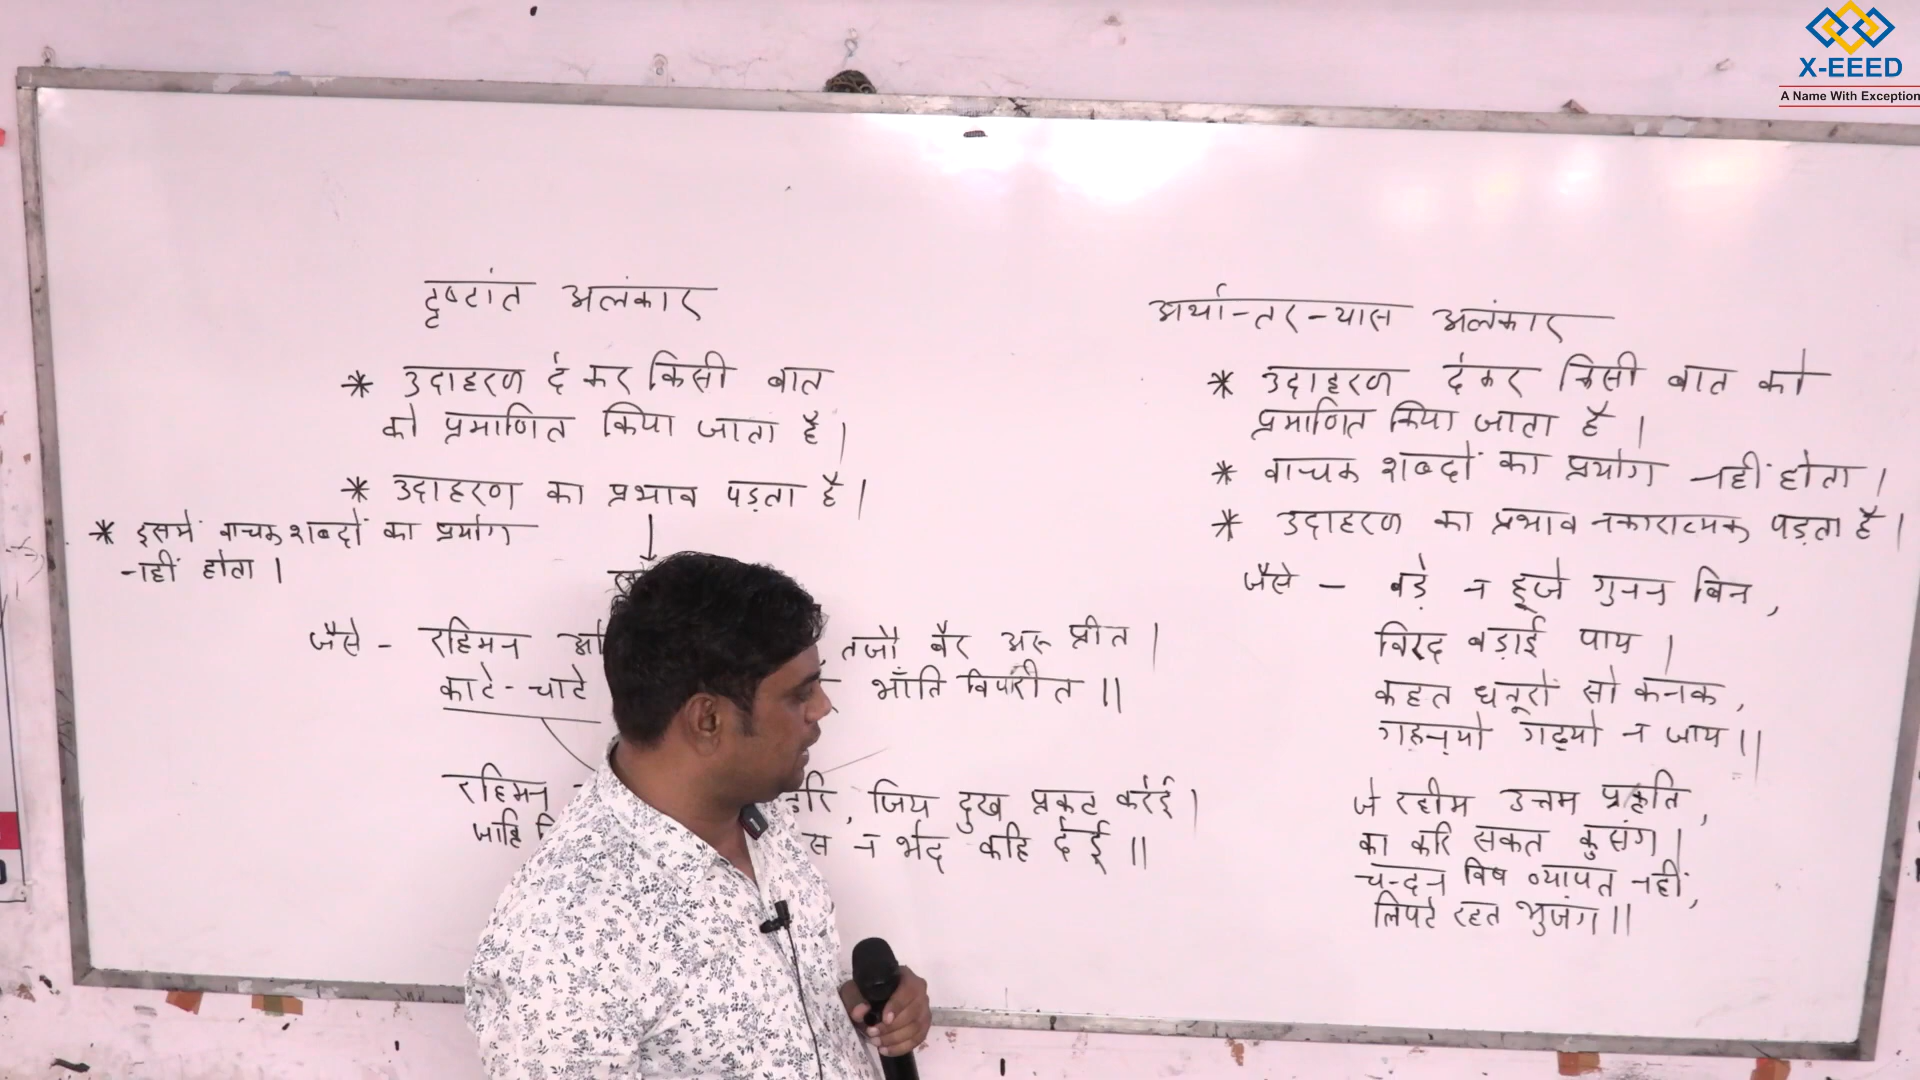 X-EEED
A Name With Exception
दृष्टांत अलंकार
* उदाहरण दे कर किसी बात
को प्रमाणित किया जाता है।
* उदाहरण का प्रभाव पड़ता है।
* इसमें वाचक शब्दों का प्रयोग
नहीं होता।
जैसे - रहिमन तजौ बैर अरु प्रीत।
काटे-चाटे भाँति विपरीत॥
रहिमन ढरि, जिय दुख प्रकट करेई।
जाहि स न भेद कहि देई॥
अर्थान्तरन्यास अलंकार
* उदाहरण देकर किसी बात को
प्रमाणित किया जाता है।
* वाचक शब्दों का प्रयोग नहीं होता।
* उदाहरण का प्रभाव नकारात्मक पड़ता है।
जैसे - बड़े न हूजे गुनन बिन,
बिरद बड़ाई पाय।
कहत धतूरों सो कनक,
गहन्यो गढ़्यो न जाय॥
जे रहीम उत्तम प्रकृति,
का करि सकत कुसंग।
चन्दन विष व्यापत नहीं,
लिपटे रहत भुजंग॥